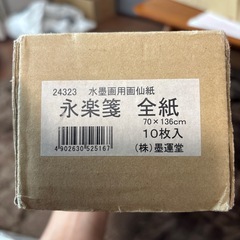 24323 水墨画用画仙紙
永楽箋 全紙
70×136cm
10枚入
4902630525167
(株)墨運堂